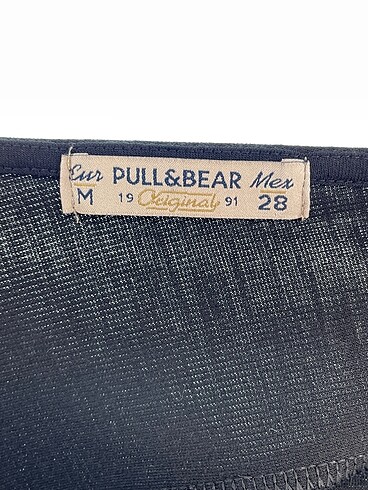 Eur PULL&BEAR Mex
M 19 Original 91 28